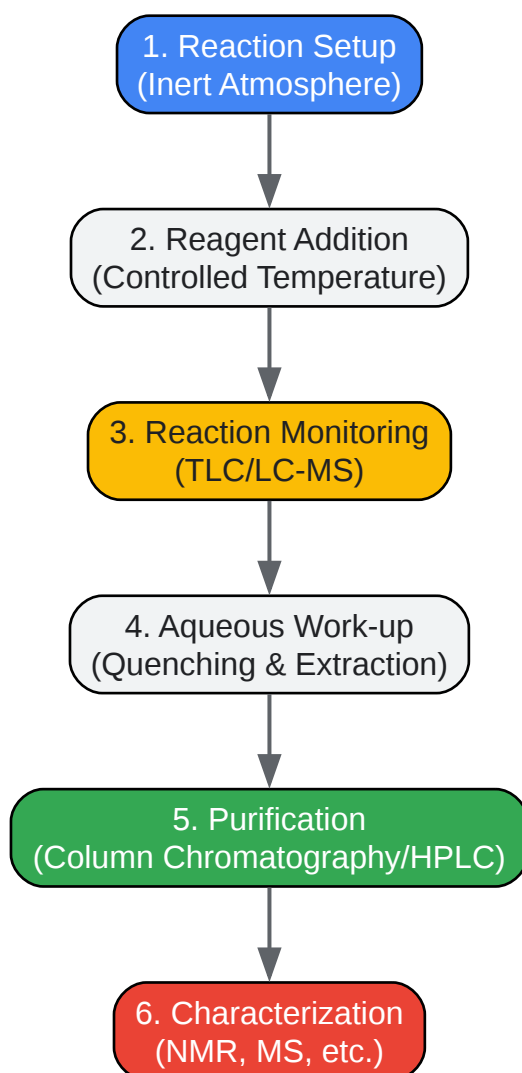 1. Reaction Setup
(Inert Atmosphere)
2. Reagent Addition
(Controlled Temperature)
3. Reaction Monitoring
(TLC/LC-MS)
4. Aqueous Work-up
(Quenching & Extraction)
5. Purification
(Column Chromatography/HPLC)
6. Characterization
(NMR, MS, etc.)